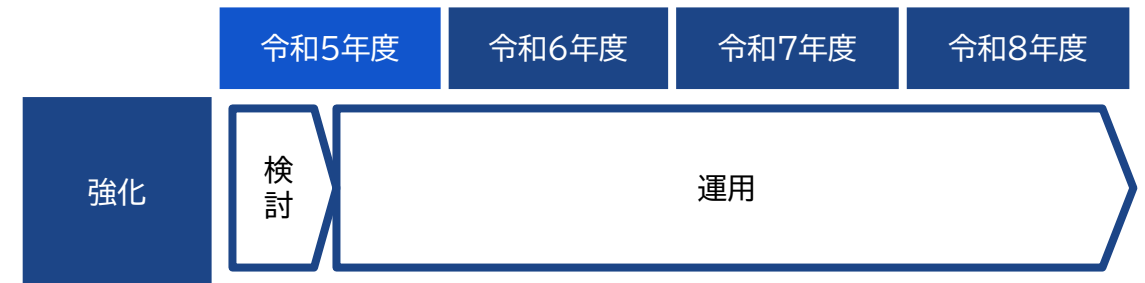 令和5年度
令和6年度
令和7年度
令和8年度
強化
検討
運用